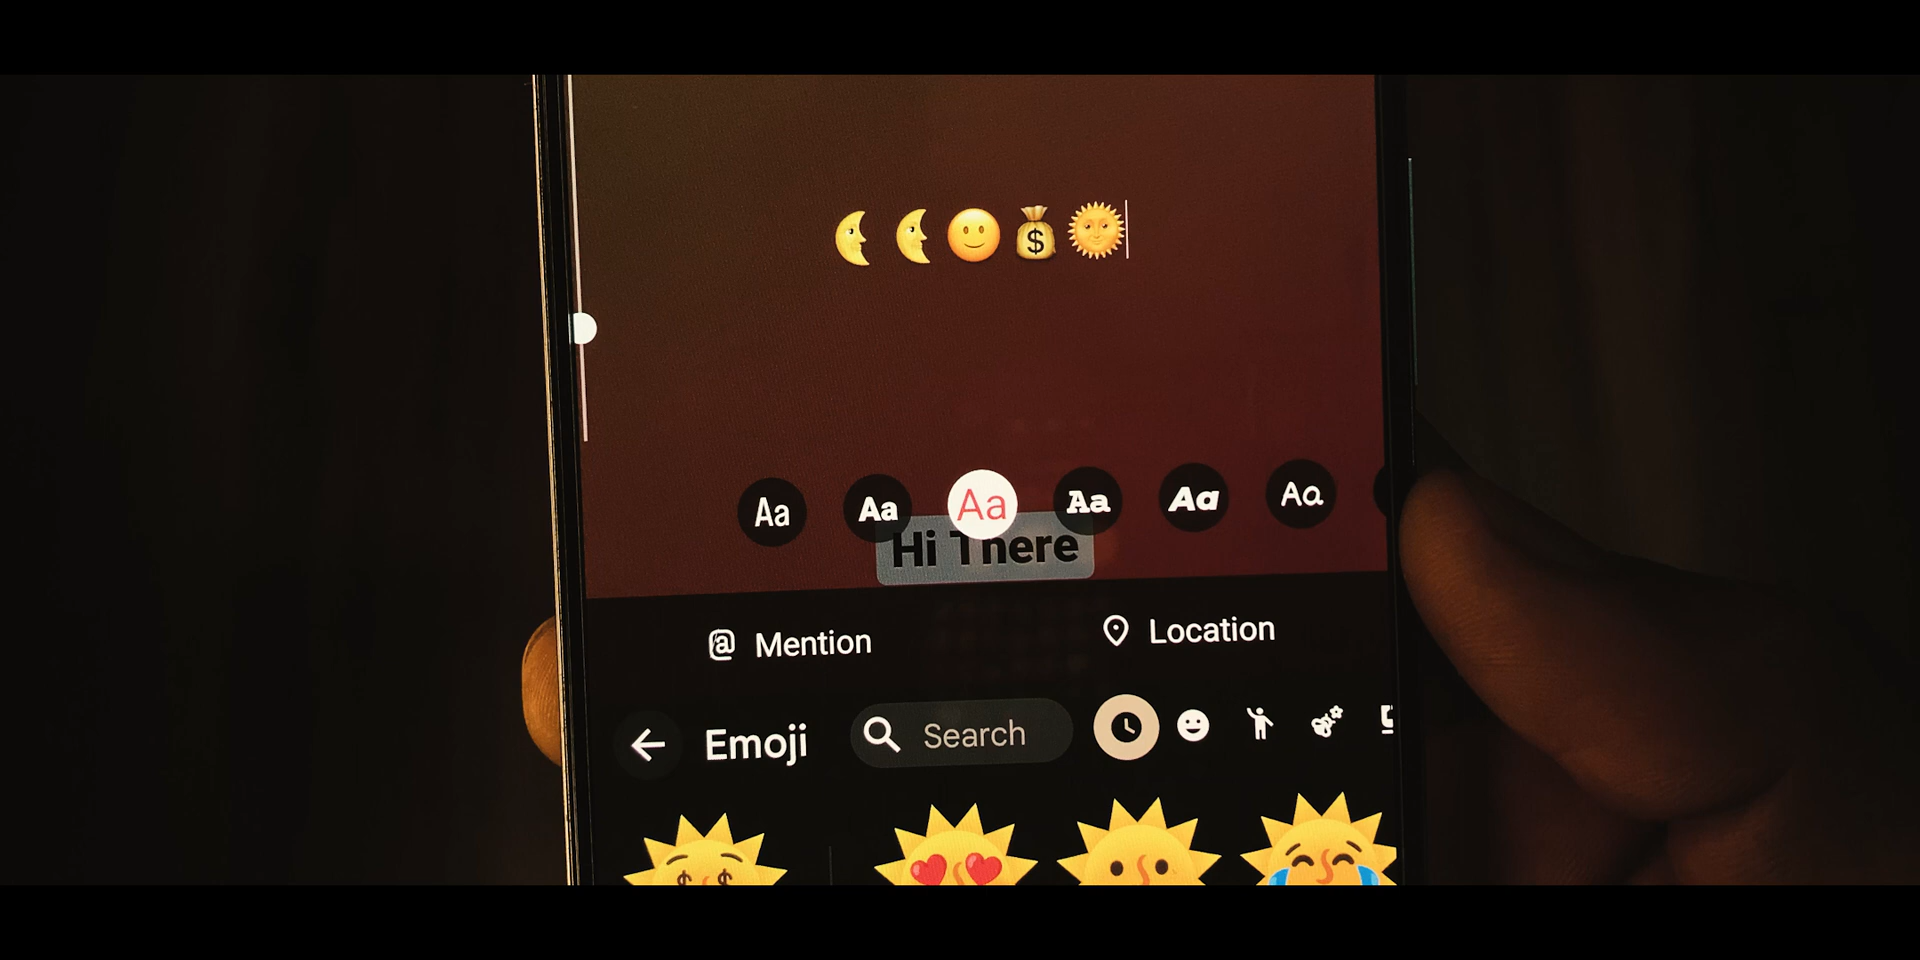 🌜🌜🙂💰🌞
Aa Aa Aa Aa Aa Aa
Hi There
@ Mention Location
Emoji Search